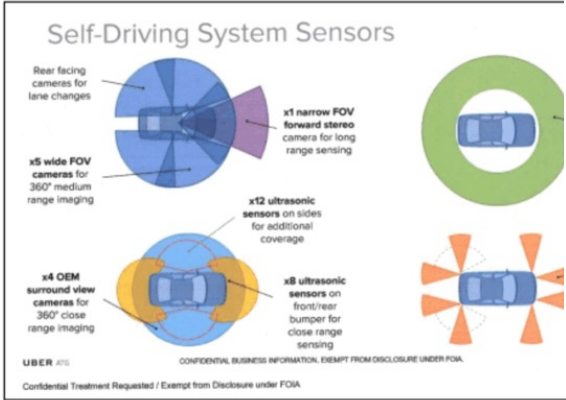 Self-Driving System Sensors
Rear facing
cameras for
lane changes
x1 narrow FOV
forward stereo
camera for long
range sensing
x5 wide FOV
cameras for
360° medium
range imaging
x12 ultrasonic
sensors on sides
for additional
coverage
x4 OEM
surround view
cameras for
360° close
range imaging
x8 ultrasonic
sensors on
front/rear
bumper for
close range
sensing
UBER ATG
CONFIDENTIAL BUSINESS INFORMATION. EXEMPT FROM DISCLOSURE UNDER FOIA.
Confidential Treatment Requested / Exempt from Disclosure under FOIA